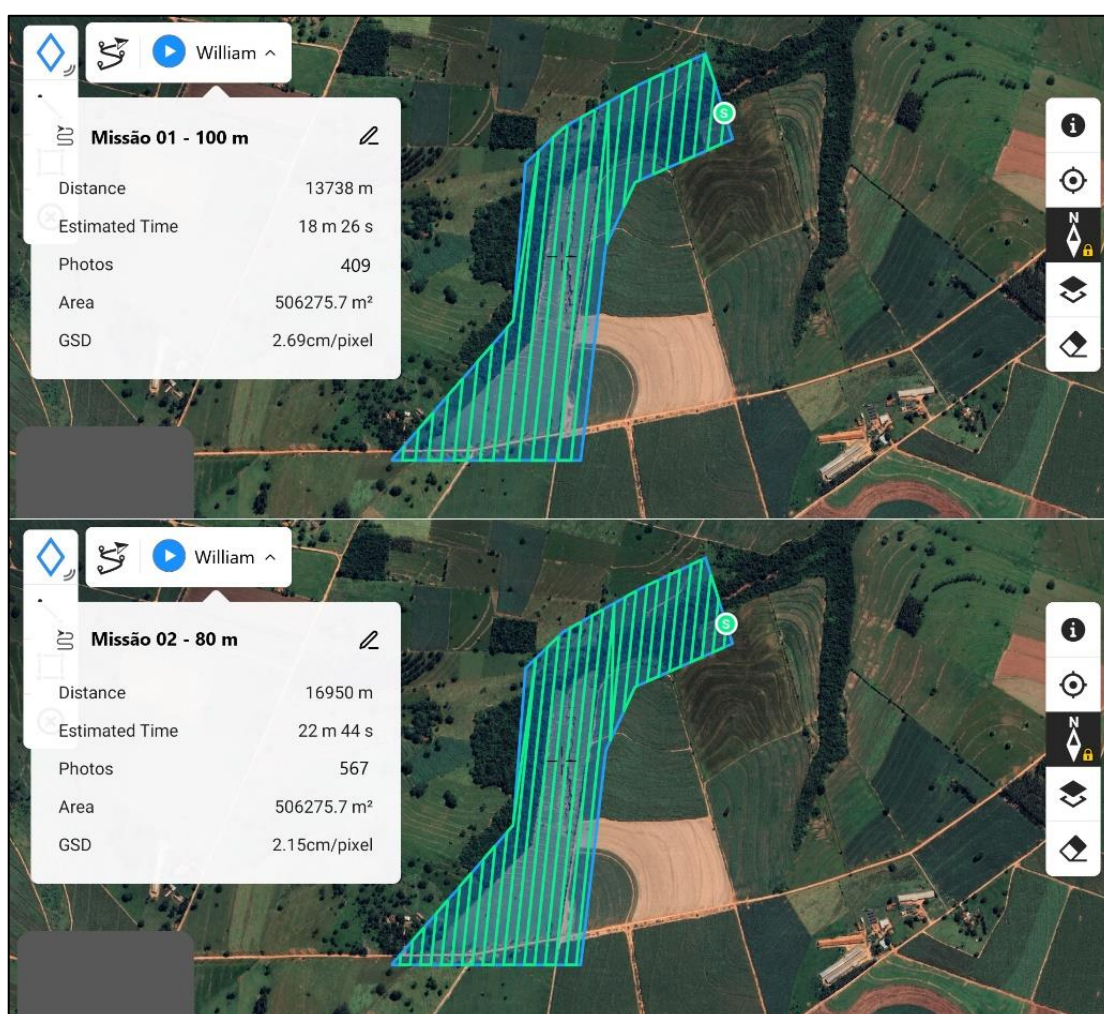 William
Missão 01 - 100 m
Distance 13738 m
Estimated Time 18 m 26 s
Photos 409
Area 506275.7 m²
GSD 2.69cm/pixel
S
N
William
Missão 02 - 80 m
Distance 16950 m
Estimated Time 22 m 44 s
Photos 567
Area 506275.7 m²
GSD 2.15cm/pixel
S
N